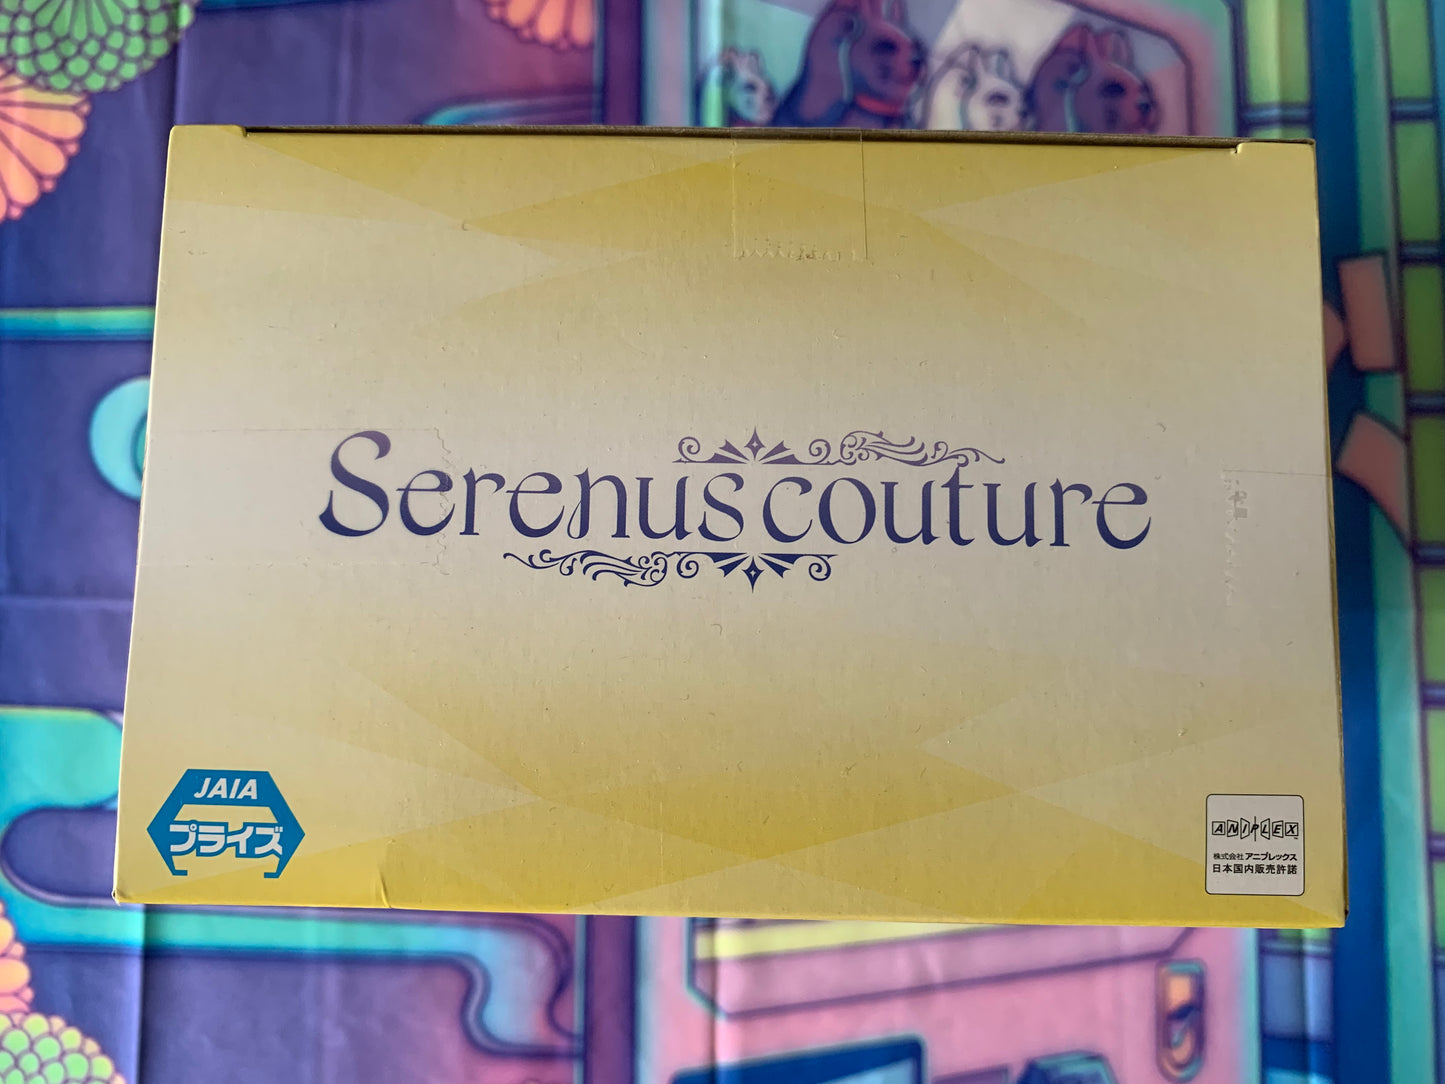 Serenus couture
JAIA
プライズ
ANIPLEX
株式会社 アニプレックス
日本国内販売許諾